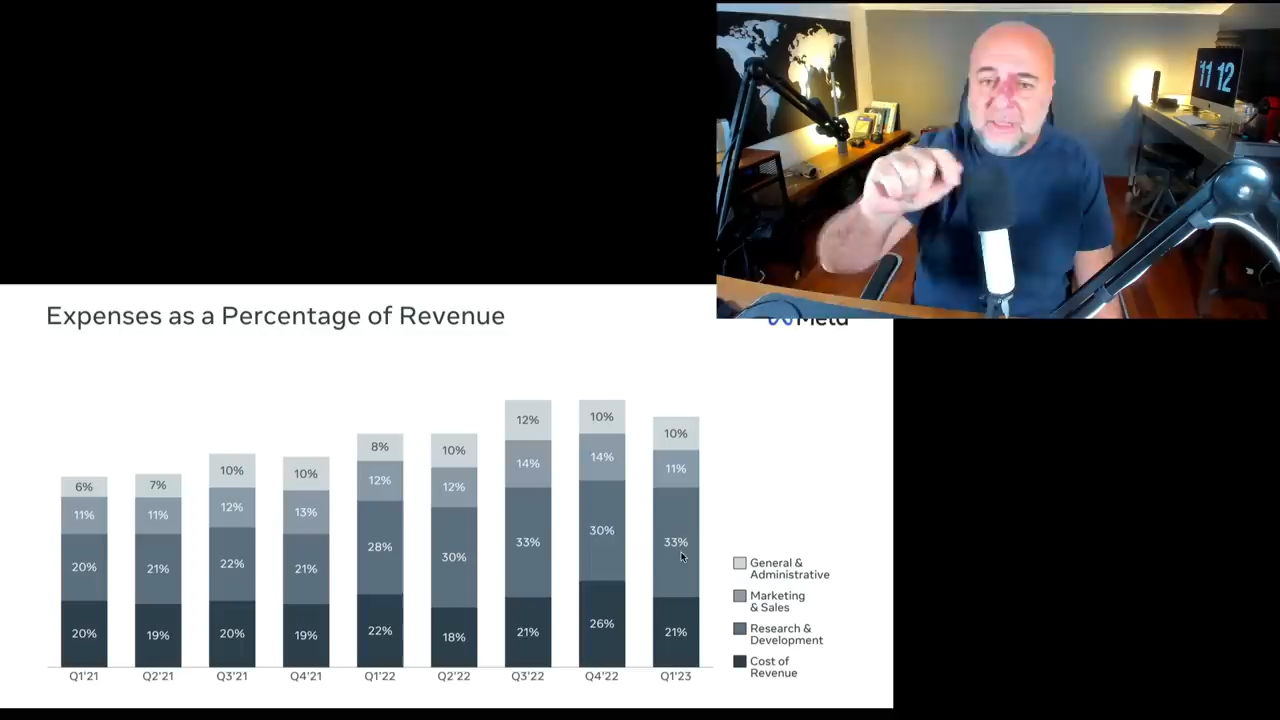 11 12
Expenses as a Percentage of Revenue
Meta
12%
10%
10%
8%
10%
14%
14%
11%
10%
10%
12%
12%
6%
7%
12%
13%
11%
11%
33%
30%
33%
28%
30%
20%
21%
22%
21%
20%
19%
20%
19%
22%
18%
21%
26%
21%
Q1'21
Q2'21
Q3'21
Q4'21
Q1'22
Q2'22
Q3'22
Q4'22
Q1'23
General &
Administrative
Marketing
& Sales
Research &
Development
Cost of
Revenue